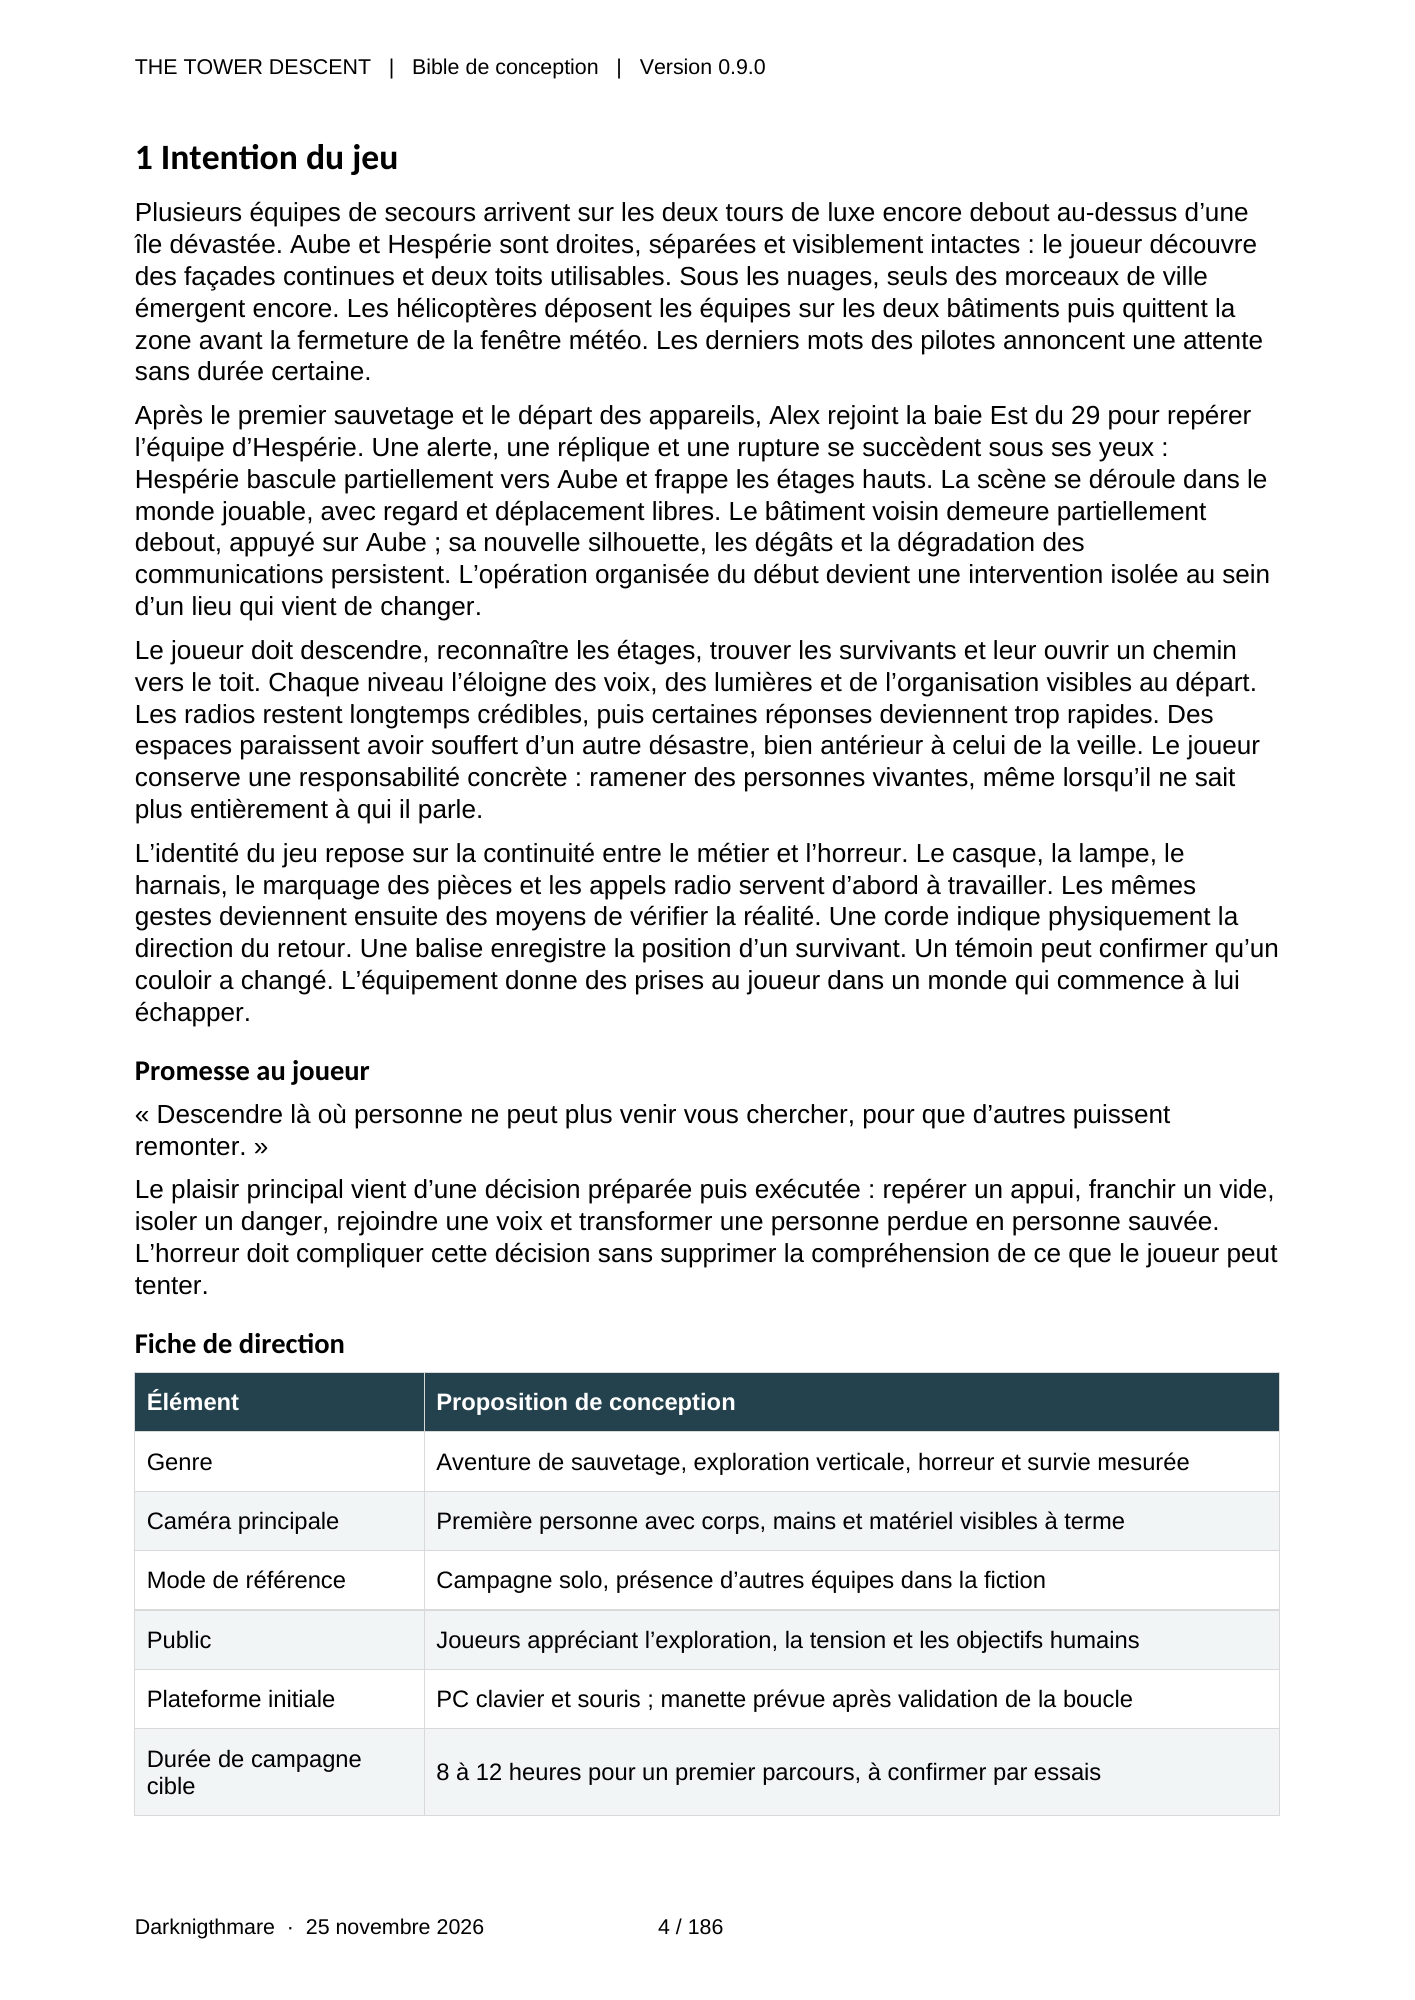 THE TOWER DESCENT | Bible de conception | Version 0.9.0
1 Intention du jeu
Plusieurs équipes de secours arrivent sur les deux tours de luxe encore debout au-dessus d’une
île dévastée. Aube et Hespérie sont droites, séparées et visiblement intactes : le joueur découvre
des façades continues et deux toits utilisables. Sous les nuages, seuls des morceaux de ville
émergent encore. Les hélicoptères déposent les équipes sur les deux bâtiments puis quittent la
zone avant la fermeture de la fenêtre météo. Les derniers mots des pilotes annoncent une attente
sans durée certaine.
Après le premier sauvetage et le départ des appareils, Alex rejoint la baie Est du 29 pour repérer
l’équipe d’Hespérie. Une alerte, une réplique et une rupture se succèdent sous ses yeux :
Hespérie bascule partiellement vers Aube et frappe les étages hauts. La scène se déroule dans le
monde jouable, avec regard et déplacement libres. Le bâtiment voisin demeure partiellement
debout, appuyé sur Aube ; sa nouvelle silhouette, les dégâts et la dégradation des
communications persistent. L’opération organisée du début devient une intervention isolée au sein
d’un lieu qui vient de changer.
Le joueur doit descendre, reconnaître les étages, trouver les survivants et leur ouvrir un chemin
vers le toit. Chaque niveau l’éloigne des voix, des lumières et de l’organisation visibles au départ.
Les radios restent longtemps crédibles, puis certaines réponses deviennent trop rapides. Des
espaces paraissent avoir souffert d’un autre désastre, bien antérieur à celui de la veille. Le joueur
conserve une responsabilité concrète : ramener des personnes vivantes, même lorsqu’il ne sait
plus entièrement à qui il parle.
L’identité du jeu repose sur la continuité entre le métier et l’horreur. Le casque, la lampe, le
harnais, le marquage des pièces et les appels radio servent d’abord à travailler. Les mêmes
gestes deviennent ensuite des moyens de vérifier la réalité. Une corde indique physiquement la
direction du retour. Une balise enregistre la position d’un survivant. Un témoin peut confirmer qu’un
couloir a changé. L’équipement donne des prises au joueur dans un monde qui commence à lui
échapper.
Promesse au joueur
« Descendre là où personne ne peut plus venir vous chercher, pour que d’autres puissent
remonter. »
Le plaisir principal vient d’une décision préparée puis exécutée : repérer un appui, franchir un vide,
isoler un danger, rejoindre une voix et transformer une personne perdue en personne sauvée.
L’horreur doit compliquer cette décision sans supprimer la compréhension de ce que le joueur peut
tenter.
Fiche de direction
Élément Proposition de conception
Genre Aventure de sauvetage, exploration verticale, horreur et survie mesurée
Caméra principale Première personne avec corps, mains et matériel visibles à terme
Mode de référence Campagne solo, présence d’autres équipes dans la fiction
Public Joueurs appréciant l’exploration, la tension et les objectifs humains
Plateforme initiale PC clavier et souris ; manette prévue après validation de la boucle
Durée de campagne
cible
8 à 12 heures pour un premier parcours, à confirmer par essais
Darknigthmare · 25 novembre 2026 4 / 186